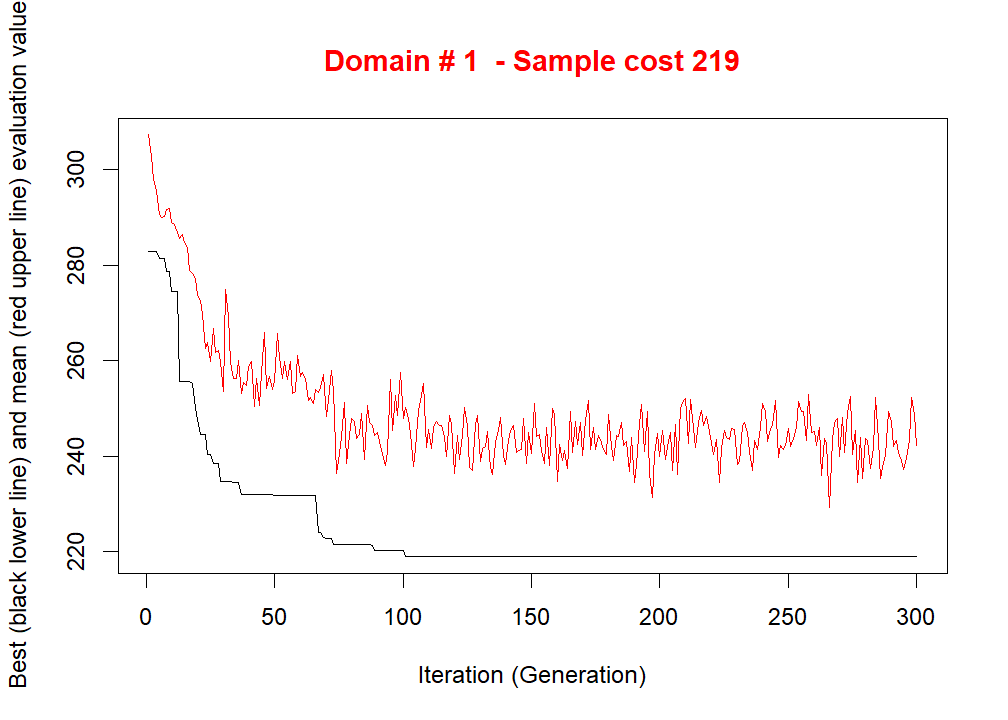 Domain # 1  - Sample cost 219
Best (black lower line) and mean (red upper line) evaluation value
300
280
260
240
220
0 50 100 150 200 250 300
Iteration (Generation)